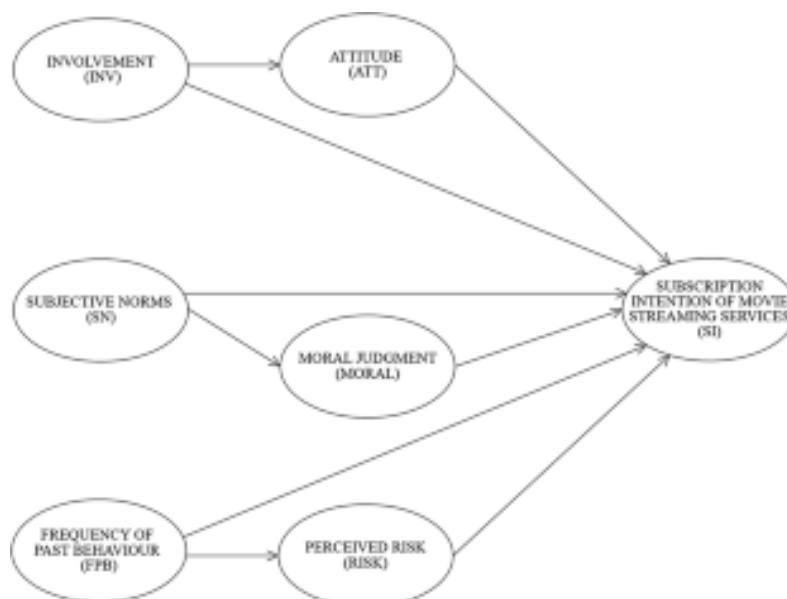 INVOLVEMENT
(INV)
ATTITUDE
(ATT)
SUBSCRIPTION
INTENTION OF MOVIE
STREAMING SERVICES
(SI)
SUBJECTIVE NORMS
(SN)
MORAL JUDGMENT
(MORAL)
FREQUENCY OF
PAST BEHAVIOUR
(FPB)
PERCEIVED RISK
(RISK)